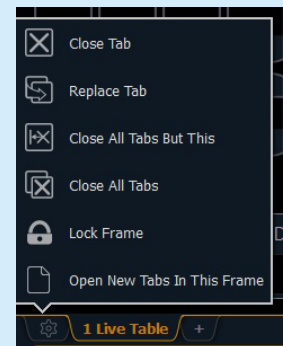 Close Tab
Replace Tab
Close All Tabs But This
Close All Tabs
Lock Frame
Open New Tabs In This Frame
1 Live Table +